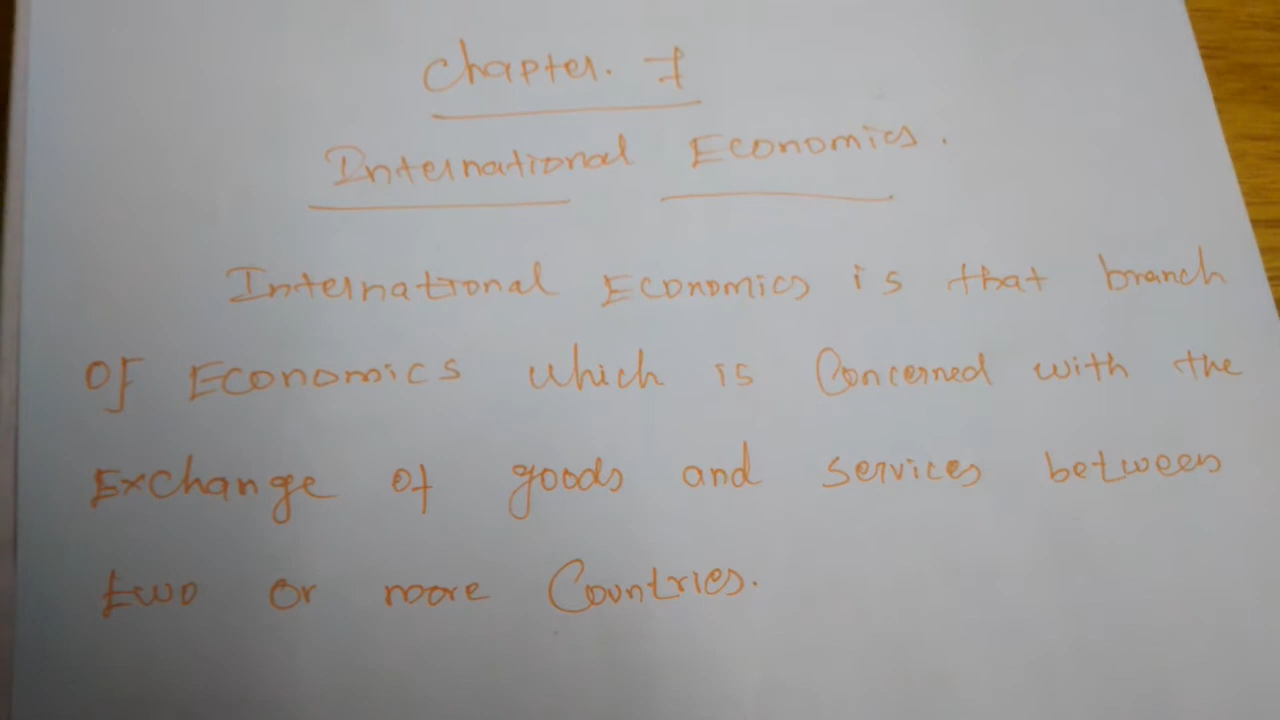 Chapter. 7
International Economics.
International Economics is that branch
Of Economics which is Concerned with the
Exchange of goods and services between
two or more Countries.